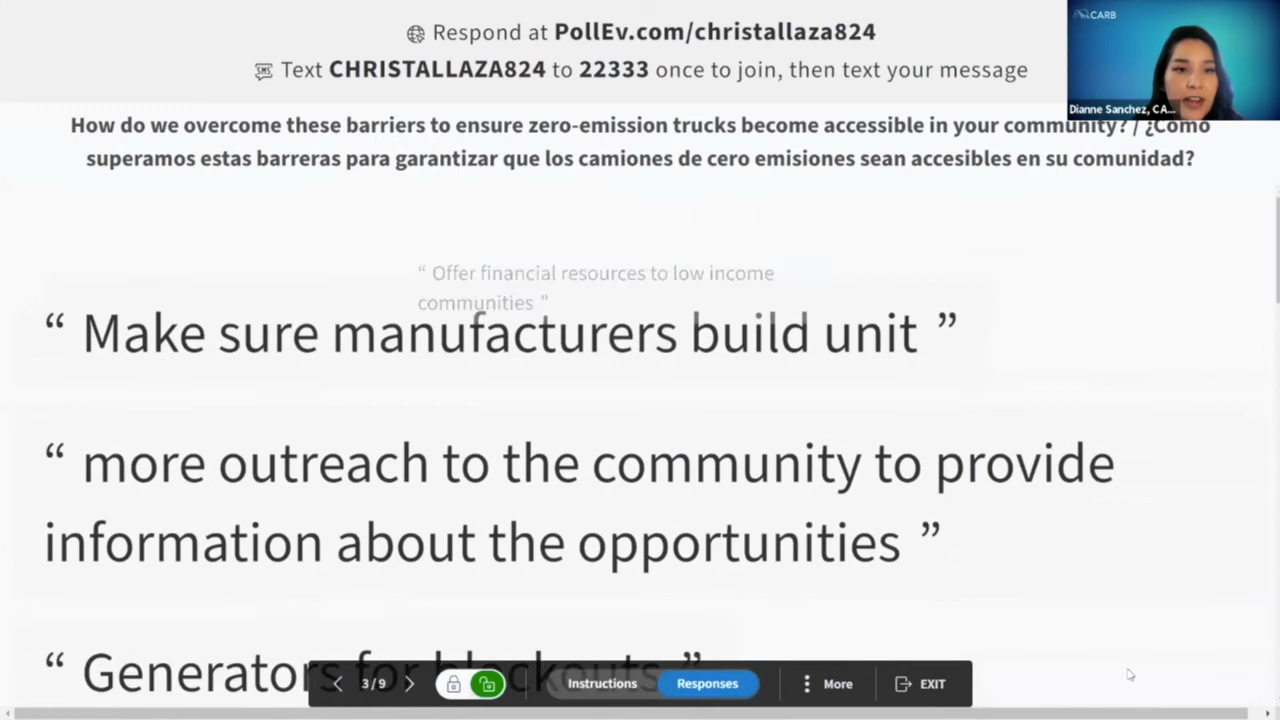 Respond at PollEv.com/christallaza824
CARB
Text CHRISTALLAZA824 to 22333 once to join, then text your message
Dianne Sanchez, CA...
How do we overcome these barriers to ensure zero-emission trucks become accessible in your community? / ¿Cómo
superamos estas barreras para garantizar que los camiones de cero emisiones sean accesibles en su comunidad?
“ Offer financial resources to low income
communities ”
“ Make sure manufacturers build unit ”
“ more outreach to the community to provide
information about the opportunities ”
“ Generators for blockouts ”
3/9 Instructions Responses More EXIT